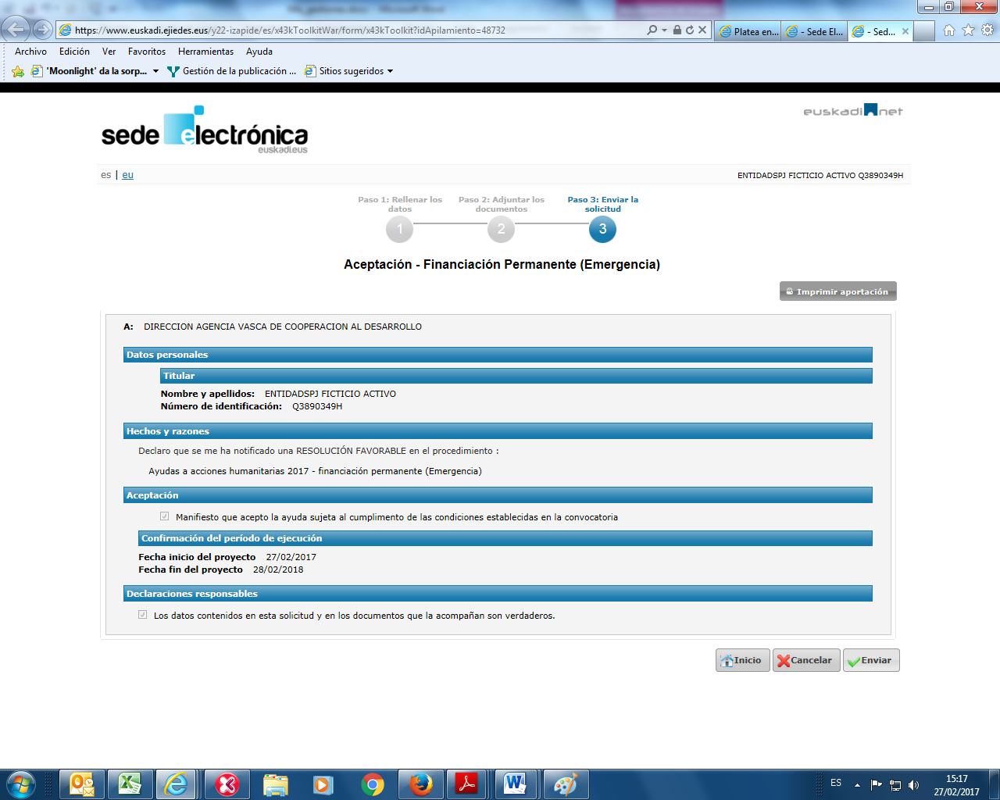 https://www.euskadi.ejiedes.eus/y22-izapide/es/x43kToolkitWar/form/x43kToolkit?idApilamiento=48732
Platea en...
- Sede El...
- Sed...
Archivo Edición Ver Favoritos Herramientas Ayuda
'Moonlight' da la sorp... Gestión de la publicación ... Sitios sugeridos
sede electrónica
euskadi.eus
euskadi net
es | eu
ENTIDADSPJ FICTICIO ACTIVO Q3890349H
Paso 1: Rellenar los datos
Paso 2: Adjuntar los documentos
Paso 3: Enviar la solicitud
1 2 3
Aceptación - Financiación Permanente (Emergencia)
Imprimir aportación
A: DIRECCION AGENCIA VASCA DE COOPERACION AL DESARROLLO
Datos personales
Titular
Nombre y apellidos: ENTIDADSPJ FICTICIO ACTIVO
Número de identificación: Q3890349H
Hechos y razones
Declaro que se me ha notificado una RESOLUCIÓN FAVORABLE en el procedimiento :
Ayudas a acciones humanitarias 2017 - financiación permanente (Emergencia)
Aceptación
Manifiesto que acepto la ayuda sujeta al cumplimento de las condiciones establecidas en la convocatoria
Confirmación del período de ejecución
Fecha inicio del proyecto 27/02/2017
Fecha fin del proyecto 28/02/2018
Declaraciones responsables
Los datos contenidos en esta solicitud y en los documentos que la acompañan son verdaderos.
Inicio Cancelar Enviar
ES
15:17
27/02/2017